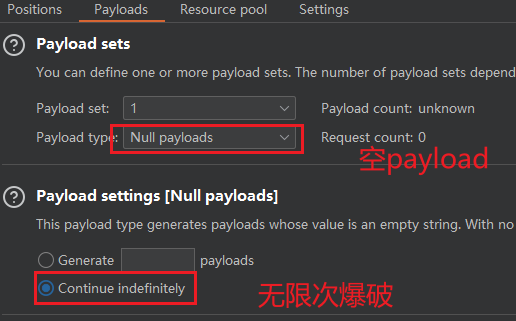 Positions Payloads Resource pool Settings
Payload sets
You can define one or more payload sets. The number of payload sets depend
Payload set: 1 Payload count: unknown
Payload type: Null payloads Request count: 0
空payload
Payload settings [Null payloads]
This payload type generates payloads whose value is an empty string. With no
Generate payloads
Continue indefinitely
无限次爆破